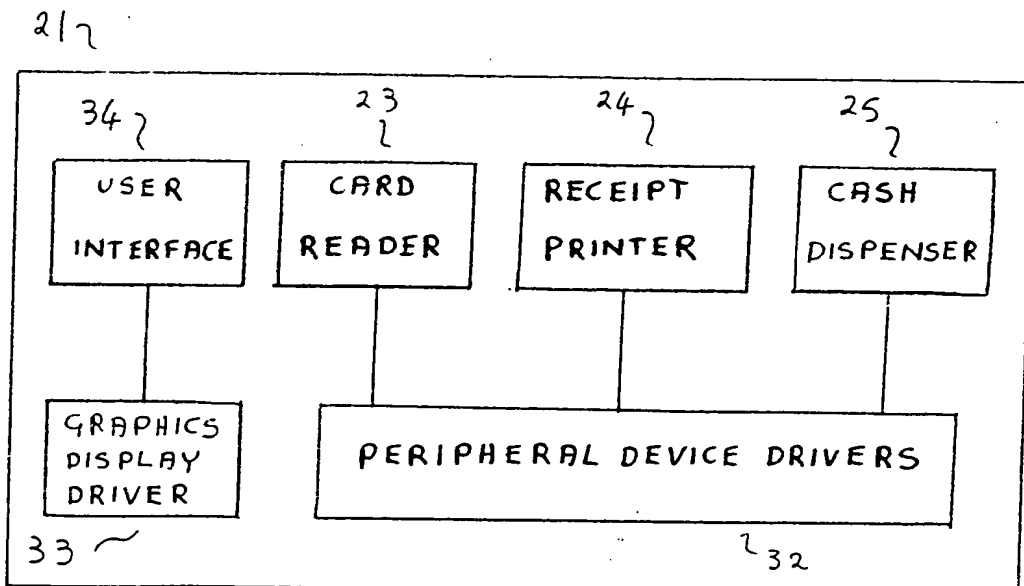 21
34
23
24
25
USER
INTERFACE
CARD
READER
RECEIPT
PRINTER
CASH
DISPENSER
GRAPHICS
DISPLAY
DRIVER
PERIPHERAL DEVICE DRIVERS
33
32